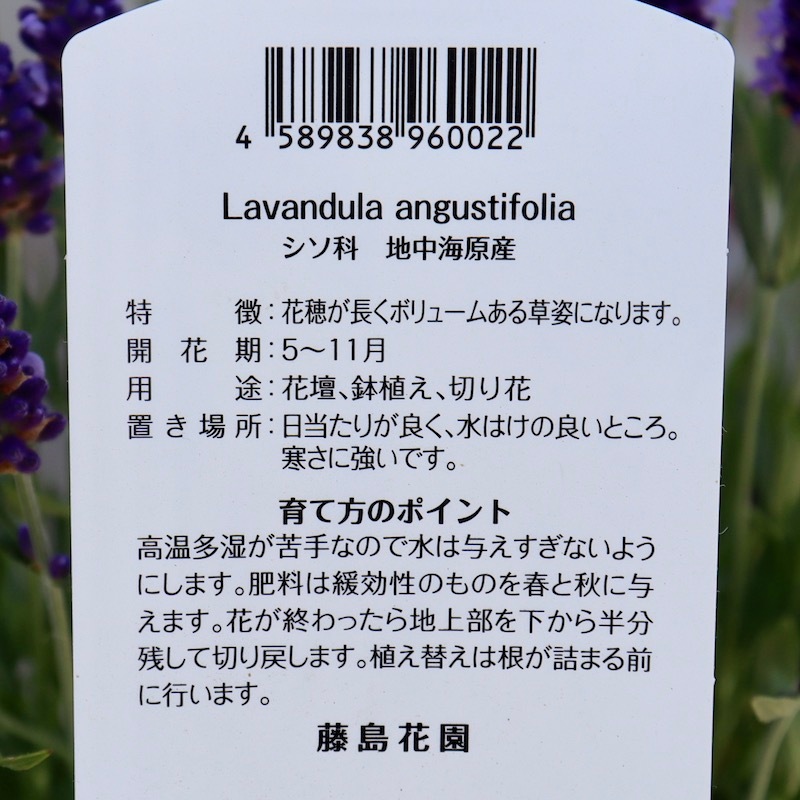 4 589838 960022
Lavandula angustifolia
シソ科　地中海原産
特徴：花穂が長くボリュームある草姿になります。
開花期：5～11月
用途：花壇、鉢植え、切り花
置き場所：日当たりが良く、水はけの良いところ。
寒さに強いです。
育て方のポイント
高温多湿が苦手なので水は与えすぎないよう
にします。肥料は緩効性のものを春と秋に与
えます。花が終わったら地上部を下から半分
残して切り戻します。植え替えは根が詰まる前
に行います。
藤島花園